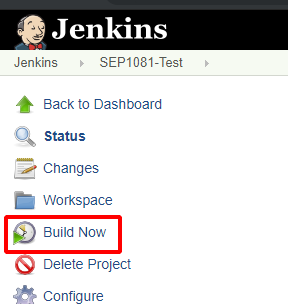 Jenkins
Jenkins SEP1081-Test
Back to Dashboard
Status
Changes
Workspace
Build Now
Delete Project
Configure